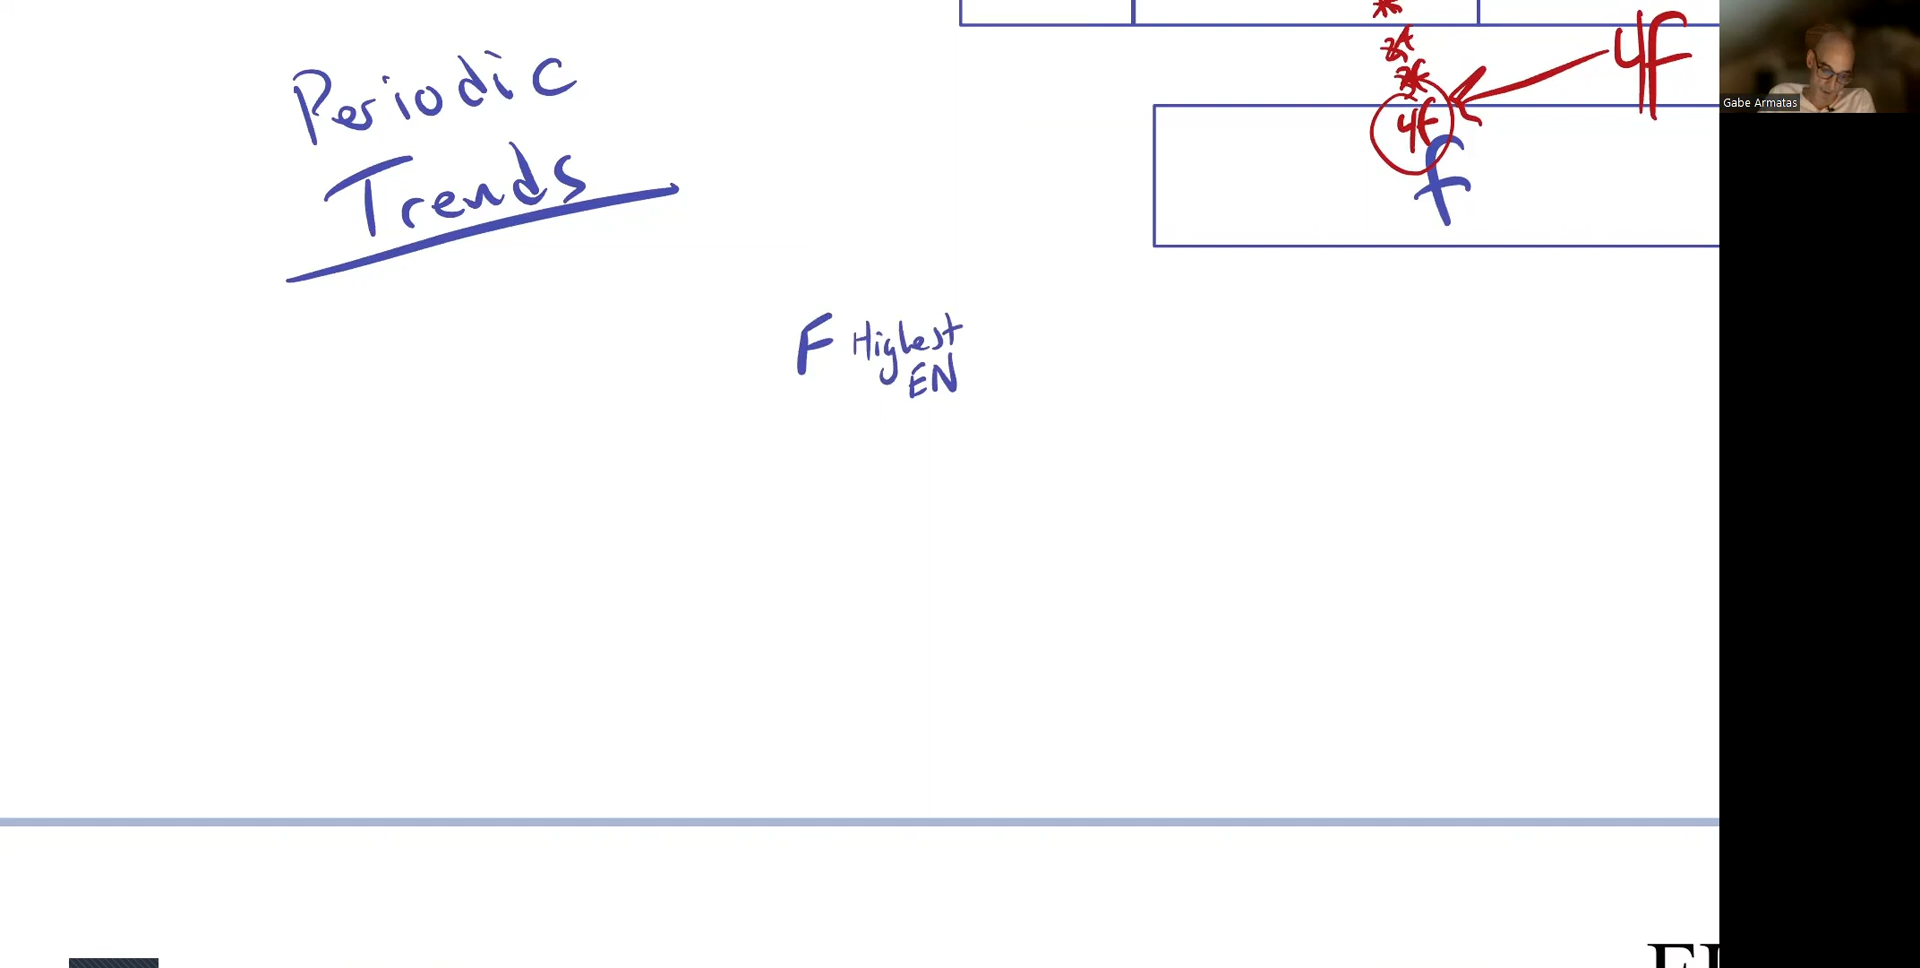 Periodic
Trends
4f
4f
f
F Highest
EN
Gabe Armatas